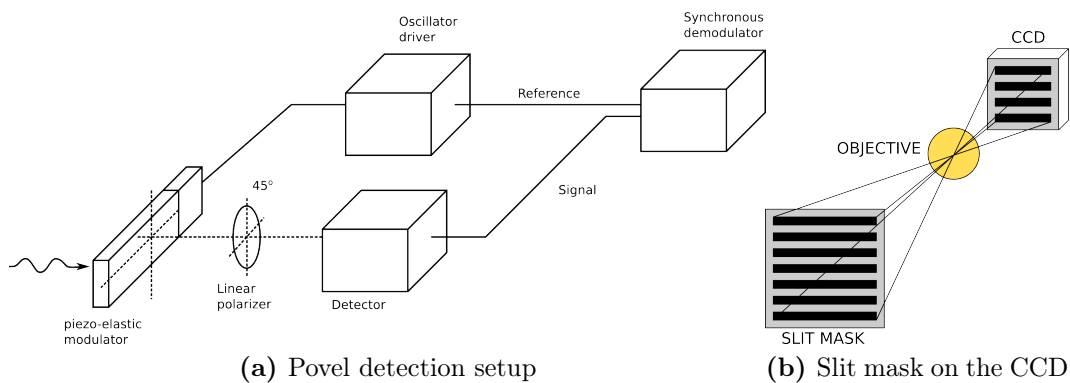 Oscillator
driver
Synchronous
demodulator
Reference
45°
Signal
Linear
polarizer
Detector
piezo-elastic
modulator
(a) Povel detection setup
CCD
OBJECTIVE
SLIT MASK
(b) Slit mask on the CCD